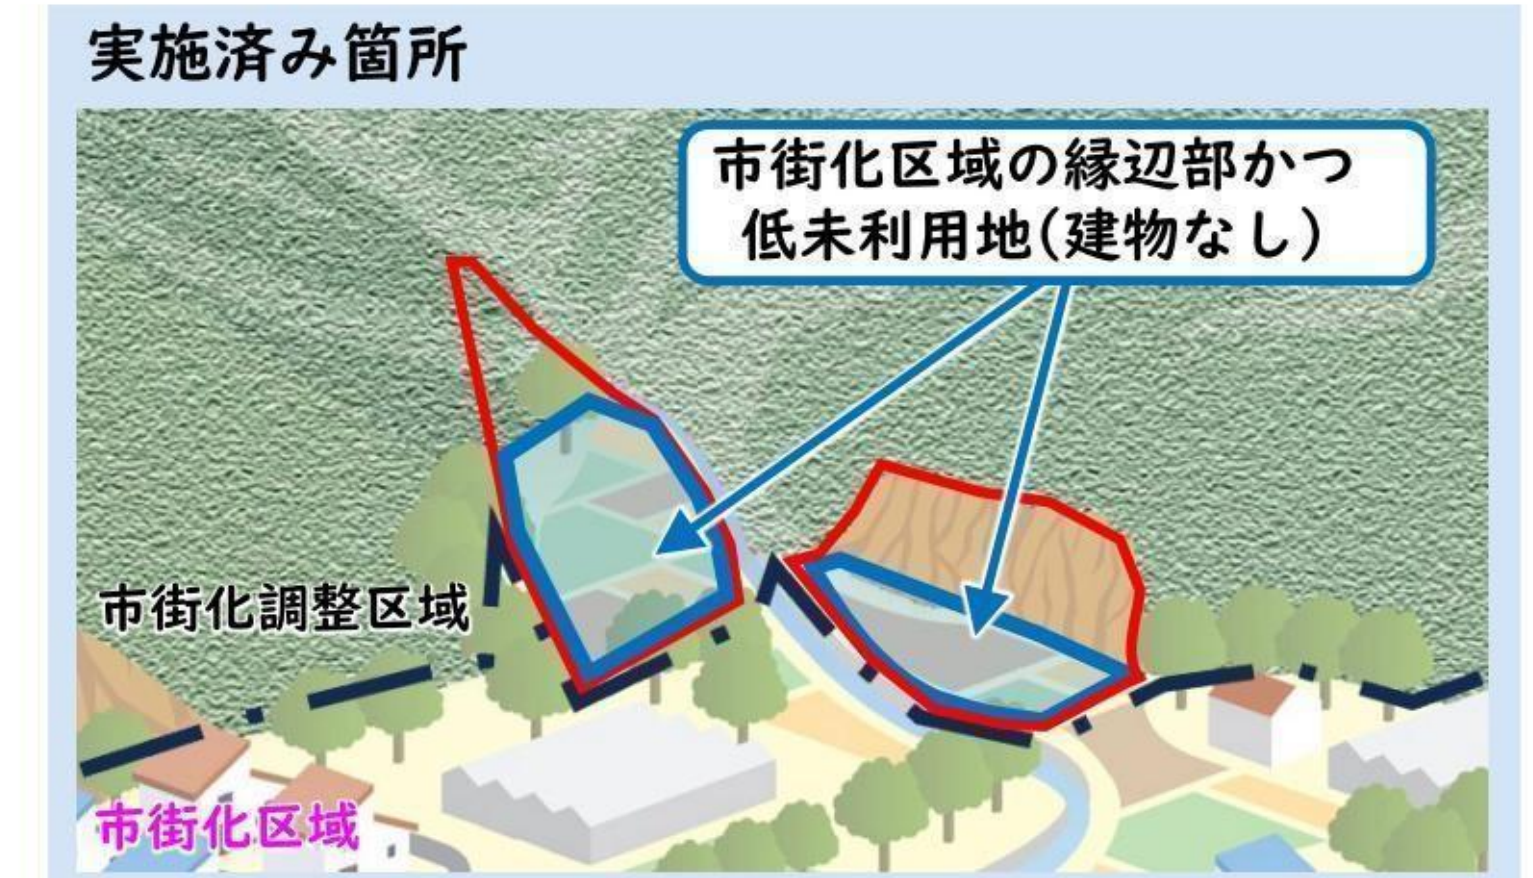 実施済み箇所
市街化区域の縁辺部かつ
低未利用地(建物なし)
市街化調整区域
市街化区域